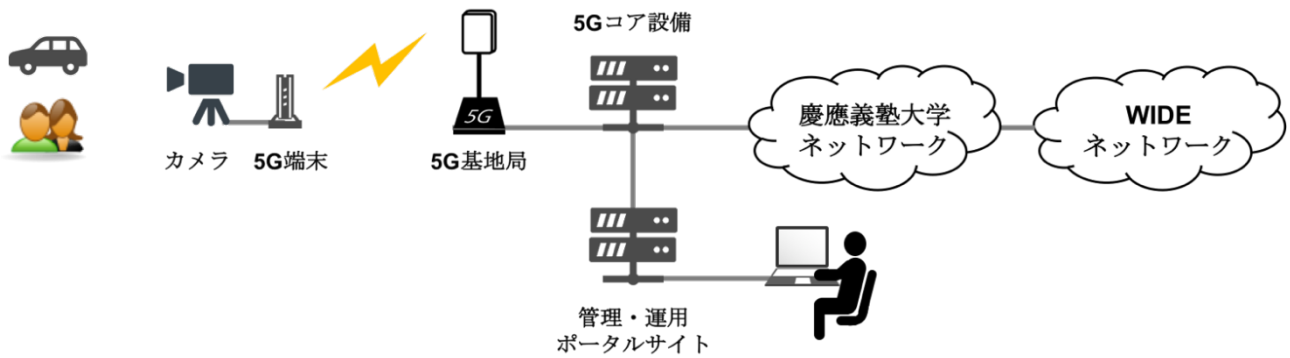 5Gコア設備
5G
慶應義塾大学
ネットワーク
WIDE
ネットワーク
カメラ
5G端末
5G基地局
管理・運用
ポータルサイト